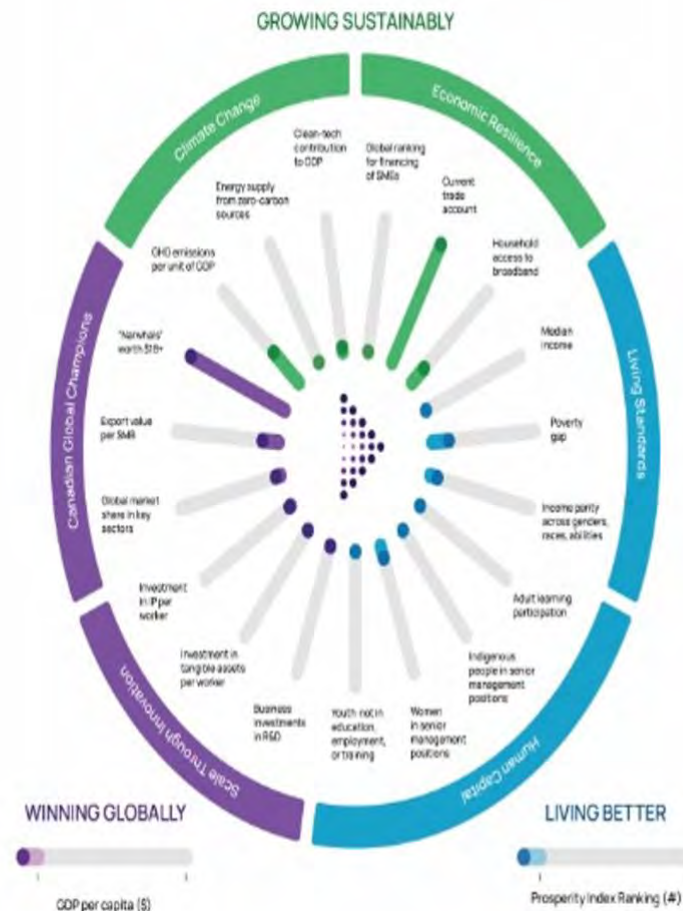 GROWING SUSTAINABLY
Climate Change
Economic Resilience
Clean-tech
contribution
to GDP
Global ranking
for financing
of SMEs
Energy supply
from zero-carbon
sources
Current
trade
account
GHG emissions
per unit of GDP
Household
access to
broadband
'Narwhals'
worth $1B+
Median
income
Canadian Global Champions
Living Standards
Export value
per SME
Poverty
gap
Global market
share in key
sectors
Income parity
across genders,
races, abilities
Investment
in IP per
worker
Adult learning
participation
Investment in
tangible assets
per worker
Indigenous
people in senior
management
positions
Business
investments
in R&D
Youth not in
education,
employment,
or training
Women
in senior
management
positions
Scale Through Innovation
Human Capital
WINNING GLOBALLY
LIVING BETTER
GDP per capita ($)
Prosperity Index Ranking (#)